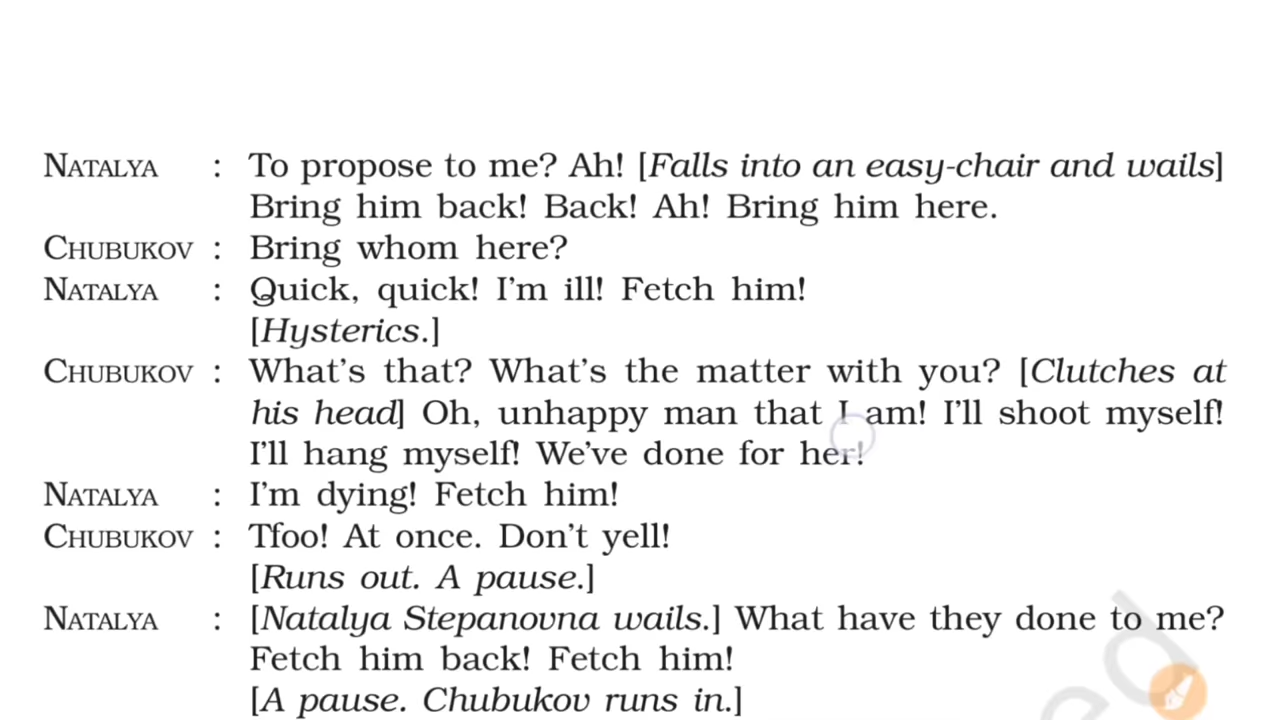 NATALYA : To propose to me? Ah! [Falls into an easy-chair and wails]
Bring him back! Back! Ah! Bring him here.
CHUBUKOV : Bring whom here?
NATALYA : Quick, quick! I'm ill! Fetch him!
[Hysterics.]
CHUBUKOV : What's that? What's the matter with you? [Clutches at
his head] Oh, unhappy man that I am! I'll shoot myself!
I'll hang myself! We've done for her!
NATALYA : I'm dying! Fetch him!
CHUBUKOV : Tfoo! At once. Don't yell!
[Runs out. A pause.]
NATALYA : [Natalya Stepanovna wails.] What have they done to me?
Fetch him back! Fetch him!
[A pause. Chubukov runs in.]
ed